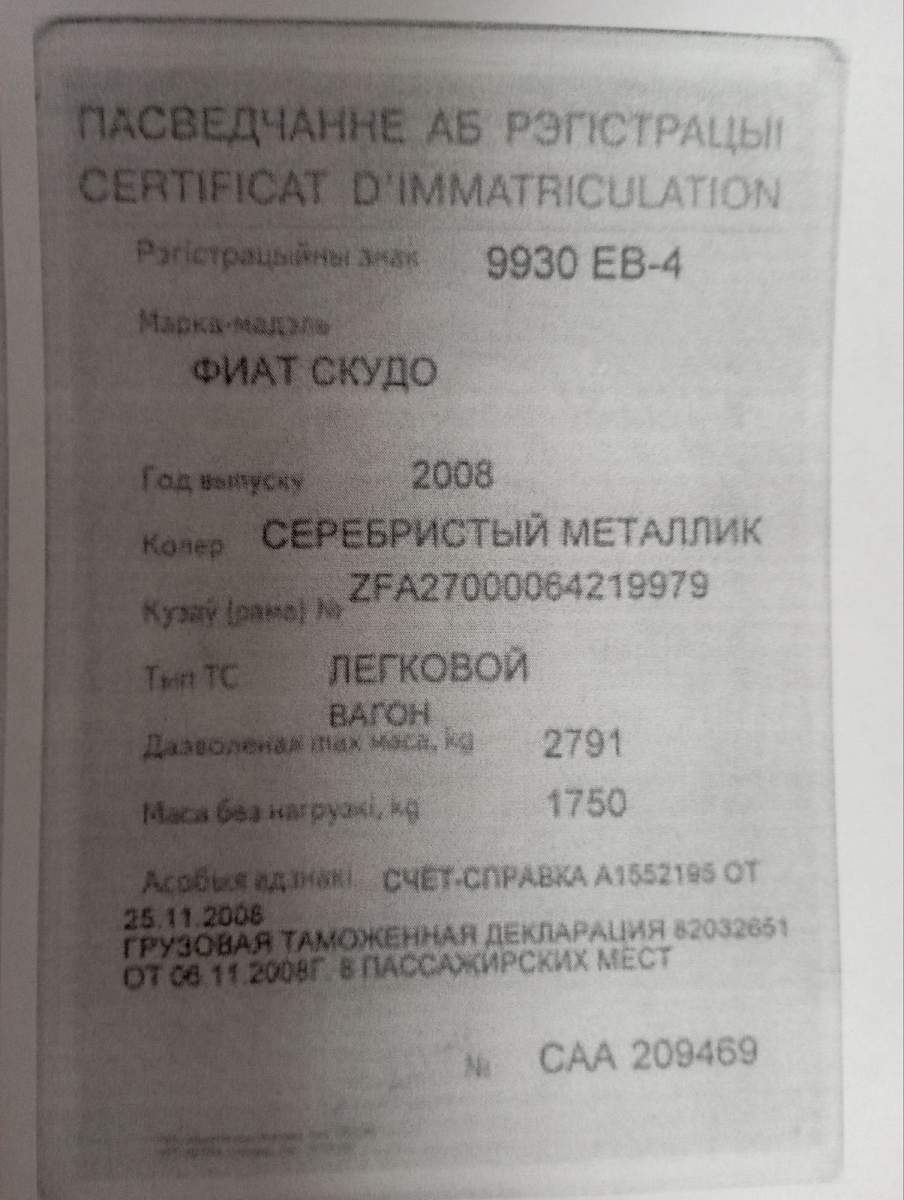 ПАСВЕДЧАННЕ АБ РЭГІСТРАЦЫІ
CERTIFICAT D'IMMATRICULATION
Рэгістрацыйны знак 9930 ЕВ-4
Марка-мадэль
ФИАТ СКУДО
Год выпуску 2008
Колер СЕРЕБРИСТЫЙ МЕТАЛЛИК
Кузаў (рама) № ZFA27000064219979
Тып ТС ЛЕГКОВОЙ
ВАГОН
Дазволеная max маса, kg 2791
Маса без нагрузкі, kg 1750
Асобыя адзнакі СЧЕТ-СПРАВКА А1552195 ОТ
25.11.2008
ГРУЗОВАЯ ТАМОЖЕННАЯ ДЕКЛАРАЦИЯ 82032651
ОТ 06.11.2008Г. 8 ПАССАЖИРСКИХ МЕСТ
№ САА 209469